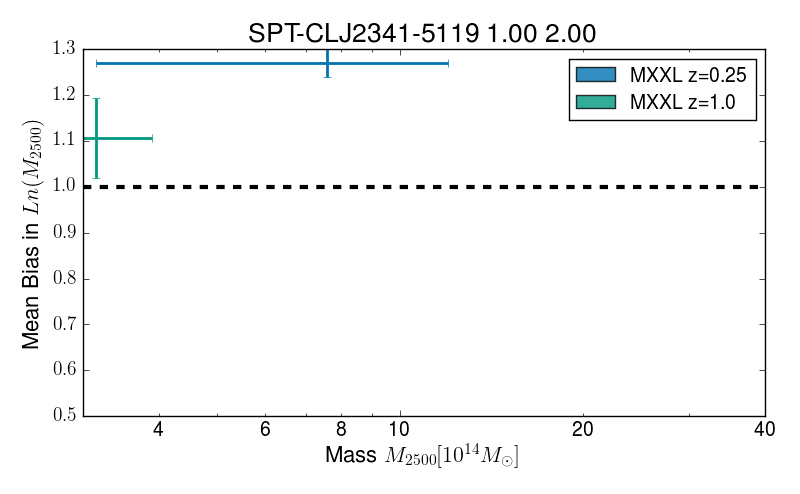 SPT-CLJ2341-5119 1.00 2.00
MXXL z=0.25
MXXL z=1.0
Mean Bias in Ln(M2500)
1.3
1.2
1.1
1.0
0.9
0.8
0.7
0.6
0.5
4 6 8 10 20 40
Mass M2500[10^14 M⊙]